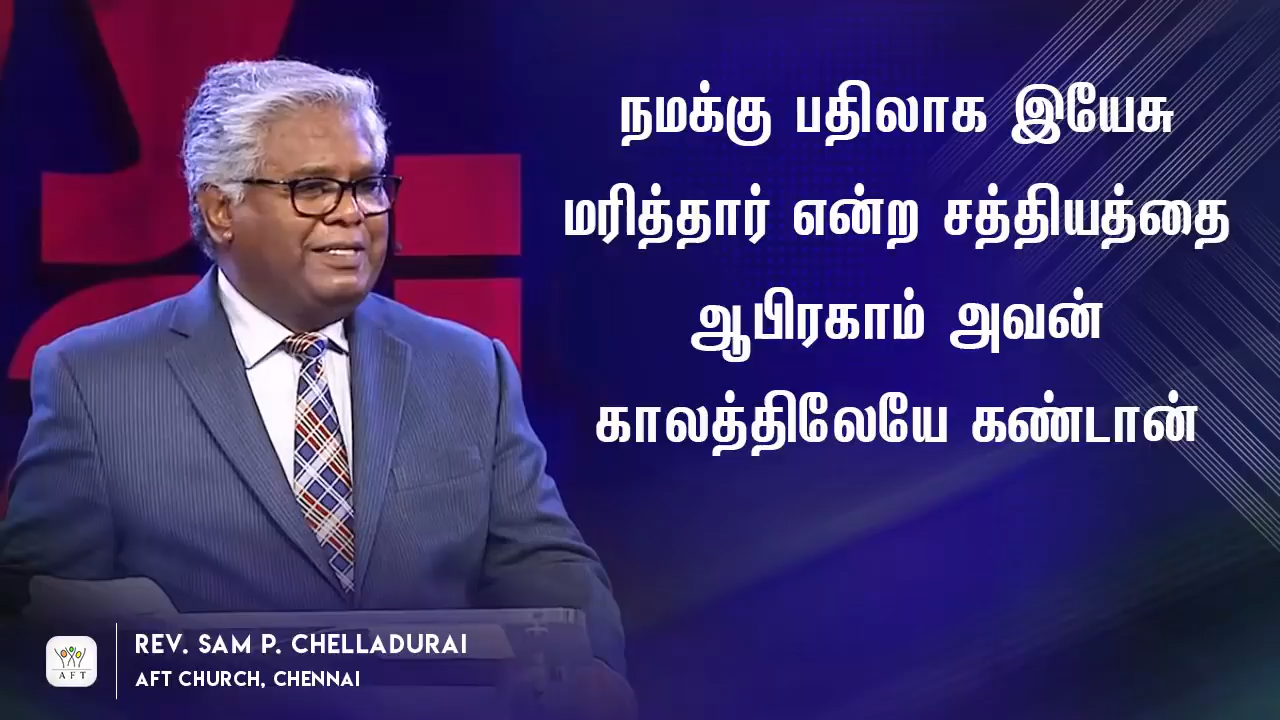 நமக்கு பதிலாக இயேசு
மரித்தார் என்ற சத்தியத்தை
ஆபிரகாம் அவன்
காலத்திலேயே கண்டான்
REV. SAM P. CHELLADURAI
AFT CHURCH, CHENNAI
AFT